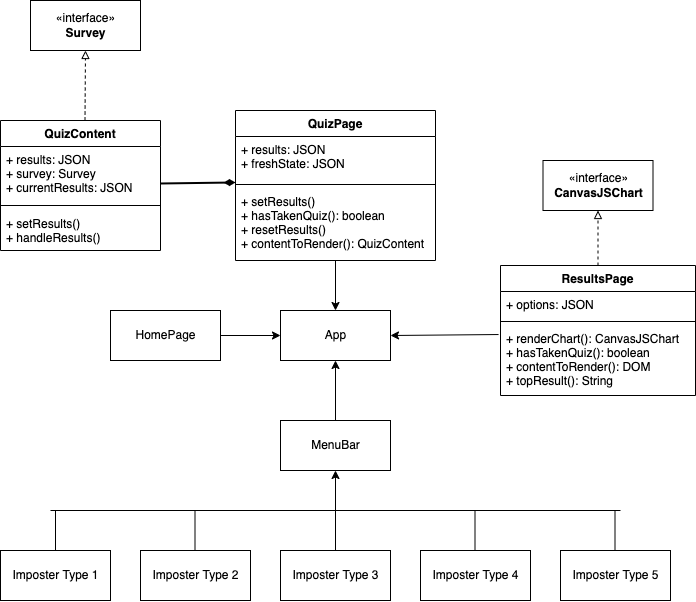 «interface»
Survey
QuizContent
+ results: JSON
+ survey: Survey
+ currentResults: JSON
+ setResults()
+ handleResults()
QuizPage
+ results: JSON
+ freshState: JSON
+ setResults()
+ hasTakenQuiz(): boolean
+ resetResults()
+ contentToRender(): QuizContent
«interface»
CanvasJSChart
ResultsPage
+ options: JSON
+ renderChart(): CanvasJSChart
+ hasTakenQuiz(): boolean
+ contentToRender(): DOM
+ topResult(): String
HomePage
App
MenuBar
Imposter Type 1
Imposter Type 2
Imposter Type 3
Imposter Type 4
Imposter Type 5